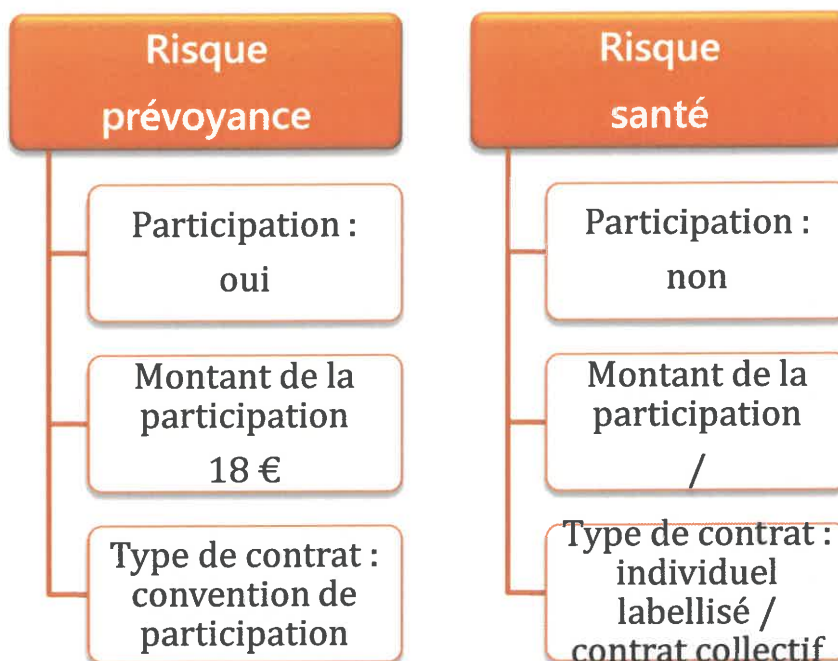 Risque
prévoyance
Participation :
oui
Montant de la
participation
18 €
Type de contrat :
convention de
participation
Risque
santé
Participation :
non
Montant de la
participation
/
Type de contrat :
individuel
labellisé /
contrat collectif